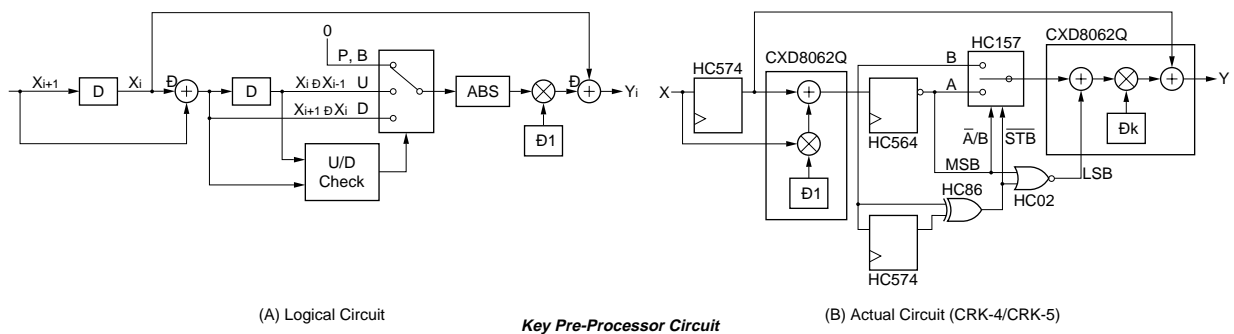 0
P, B
X i+1
D
Xi
Ð
D
Xi Ð Xi-1
U
Xi+1 Ð Xi
D
U/D
Check
ABS
Ð1
Ð
Yi
(A) Logical Circuit
X
HC574
CXD8062Q
Ð1
HC564
HC574
B
A
HC157
A/B
STB
MSB
HC86
HC02
LSB
CXD8062Q
Ðk
Y
(B) Actual Circuit (CRK-4/CRK-5)
Key Pre-Processor Circuit